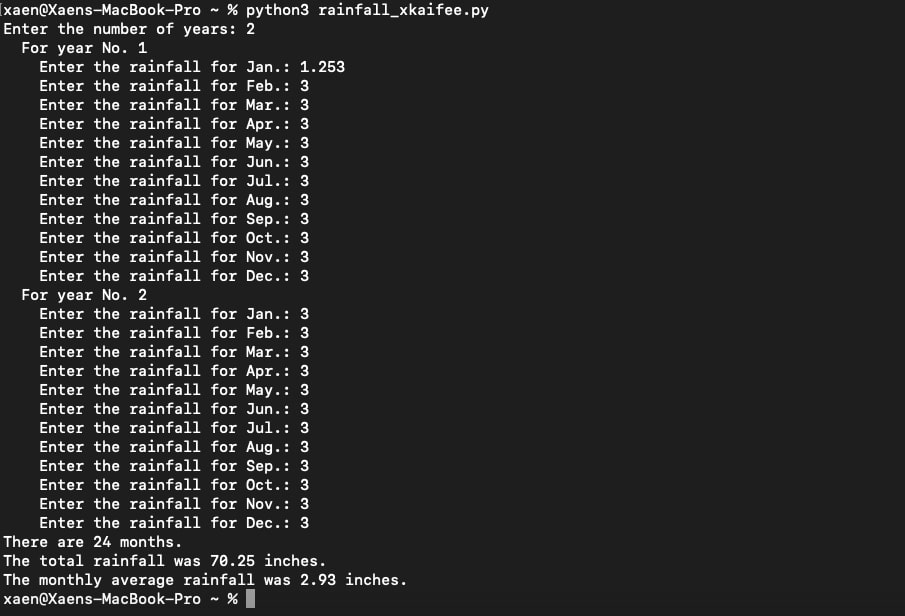 [xaen@Xaens-MacBook-Pro ~ % python3 rainfall_xkaifee.py
Enter the number of years: 2
  For year No. 1
    Enter the rainfall for Jan.: 1.253
    Enter the rainfall for Feb.: 3
    Enter the rainfall for Mar.: 3
    Enter the rainfall for Apr.: 3
    Enter the rainfall for May.: 3
    Enter the rainfall for Jun.: 3
    Enter the rainfall for Jul.: 3
    Enter the rainfall for Aug.: 3
    Enter the rainfall for Sep.: 3
    Enter the rainfall for Oct.: 3
    Enter the rainfall for Nov.: 3
    Enter the rainfall for Dec.: 3
  For year No. 2
    Enter the rainfall for Jan.: 3
    Enter the rainfall for Feb.: 3
    Enter the rainfall for Mar.: 3
    Enter the rainfall for Apr.: 3
    Enter the rainfall for May.: 3
    Enter the rainfall for Jun.: 3
    Enter the rainfall for Jul.: 3
    Enter the rainfall for Aug.: 3
    Enter the rainfall for Sep.: 3
    Enter the rainfall for Oct.: 3
    Enter the rainfall for Nov.: 3
    Enter the rainfall for Dec.: 3
There are 24 months.
The total rainfall was 70.25 inches.
The monthly average rainfall was 2.93 inches.
xaen@Xaens-MacBook-Pro ~ %